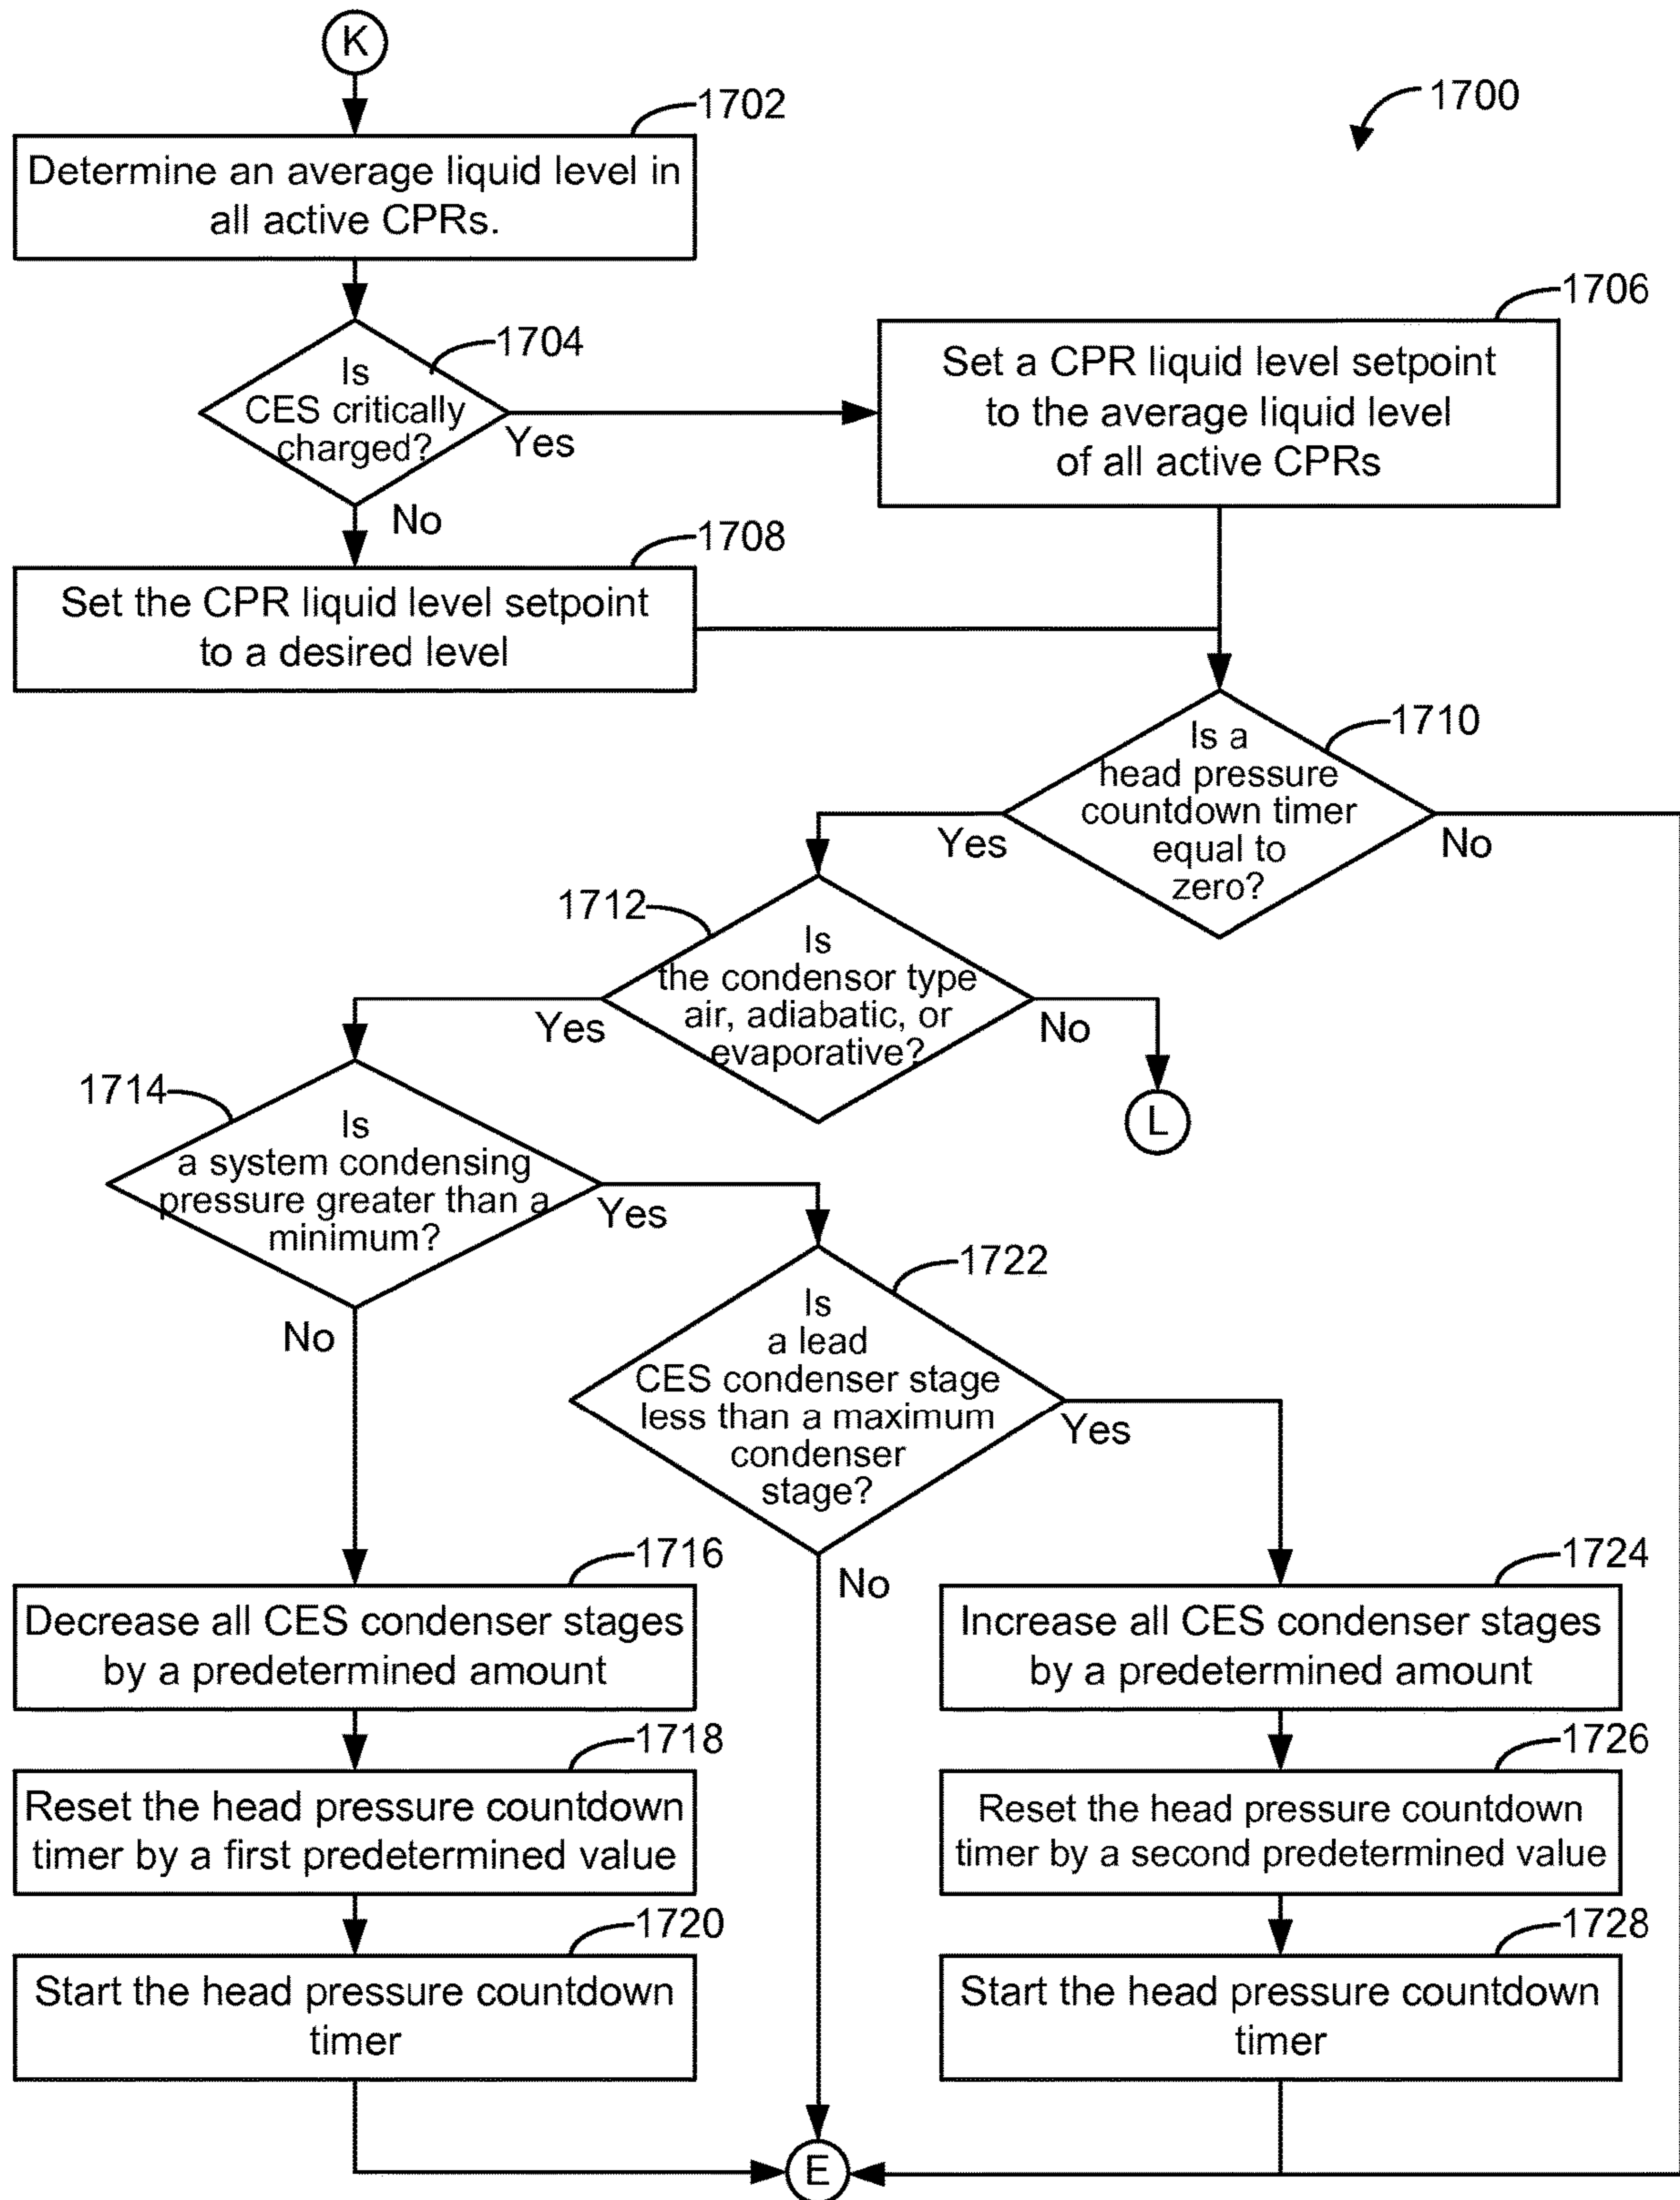 K
1700
1702
Determine an average liquid level in
all active CPRs.
1704
Is
CES critically
charged?
Yes
No
1706
Set a CPR liquid level setpoint
to the average liquid level
of all active CPRs
1708
Set the CPR liquid level setpoint
to a desired level
1710
Is a
head pressure
countdown timer
equal to
zero?
Yes
No
1712
Is
the condensor type
air, adiabatic, or
evaporative?
Yes
No
L
1714
Is
a system condensing
pressure greater than a
minimum?
Yes
No
1722
Is
a lead
CES condenser stage
less than a maximum
condenser
stage?
Yes
No
1716
Decrease all CES condenser stages
by a predetermined amount
1718
Reset the head pressure countdown
timer by a first predetermined value
1720
Start the head pressure countdown
timer
1724
Increase all CES condenser stages
by a predetermined amount
1726
Reset the head pressure countdown
timer by a second predetermined value
1728
Start the head pressure countdown
timer
E